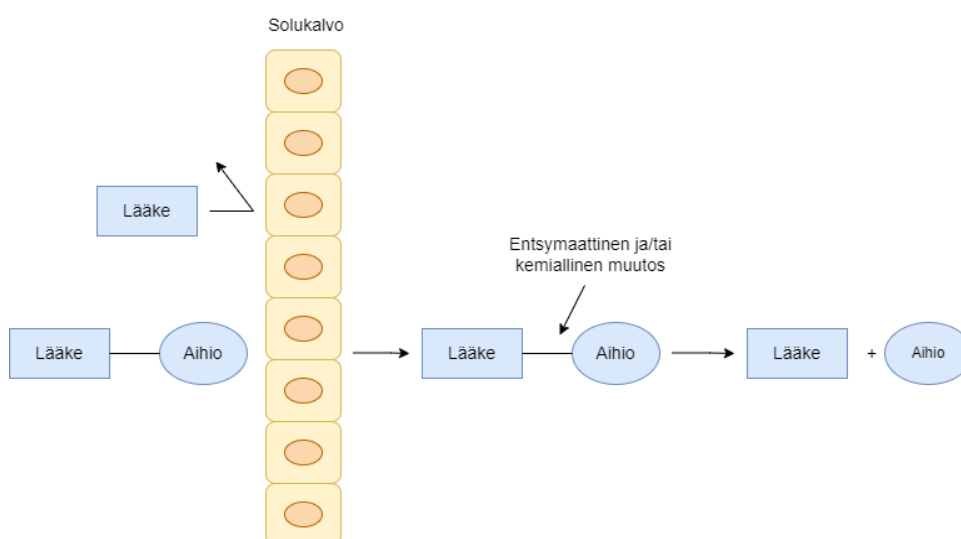 Solukalvo
Lääke
Entsymaattinen ja/tai
kemiallinen muutos
Lääke
Aihio
Lääke
Aihio
Lääke
+
Aihio